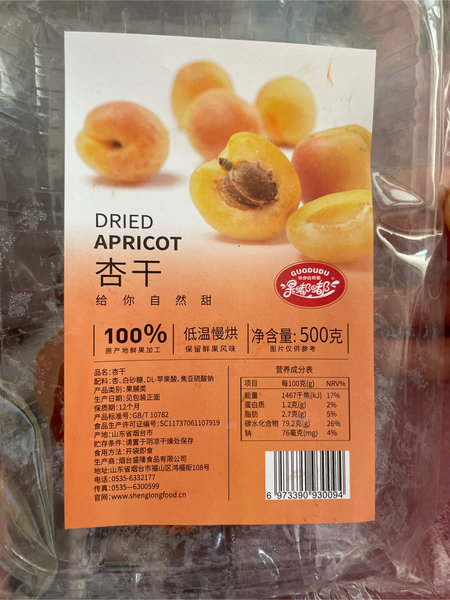 DRIED
APRICOT
杏干
给你自然甜
GUODUDU
果嘟嘟
100%
原产地鲜果加工
低温慢烘
保留鲜果风味
净含量: 500克
图片仅供参考
品名: 杏干
配料: 杏、白砂糖、DL-苹果酸、焦亚硫酸钠
产品类别: 果脯类
生产日期: 见包装正面
保质期: 12个月
产品标准号: GB/T 10782
食品生产许可证编号: SC11737061107919
产地: 山东省烟台市
贮存条件: 请置于阴凉干燥处保存
食用方法: 开袋即食
生产商: 烟台盛隆食品有限公司
地址: 山东省烟台市福山区鸿福街108号
电话: 0535-6332177
传真: 0535-6300599
官网: www.shenglongfood.cn
营养成分表
项目 每100克(g) NRV%
能量 1467千焦(kJ) 17%
蛋白质 1.2克(g) 2%
脂肪 2.7克(g) 5%
碳水化合物 79.2克(g) 26%
钠 76毫克(mg) 4%
6 973390 930094